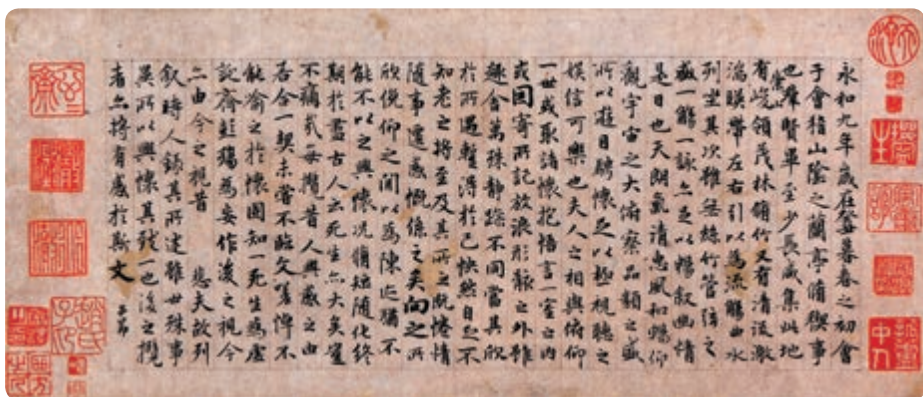 永和九年歲在癸丑暮春之初會
于會稽山陰之蘭亭脩稧事
也羣賢畢至少長咸集此地
有崇山峻領茂林脩竹又有清流激
湍暎帶左右引以為流觴曲水
列坐其次雖無絲竹管弦之
盛一觴一詠亦足以暢敘幽情
是日也天朗氣清惠風和暢仰
觀宇宙之大俯察品類之盛
所以遊目騁懷足以極視聽之
娛信可樂也夫人之相與俯仰
一世或取諸懷抱悟言一室之內
或因寄所託放浪形骸之外雖
趣舍萬殊靜躁不同當其欣
於所遇暫得於己怏然自足不
知老之將至及其所之既惓情
隨事遷感慨係之矣向之所
欣俛仰之閒以為陳迹猶不
能不以之興懷況脩短隨化終
期於盡古人云死生亦大矣豈
不痛哉每攬昔人興感之由
若合一契未嘗不臨文嗟悼不
能喻之於懷固知一死生為虛
誕齊彭殤為妄作後之視今
亦由今之視昔 悲夫故列
敘時人錄其所述雖世殊事
異所以興懷其致一也後之攬
者亦將有感於斯文 子昂